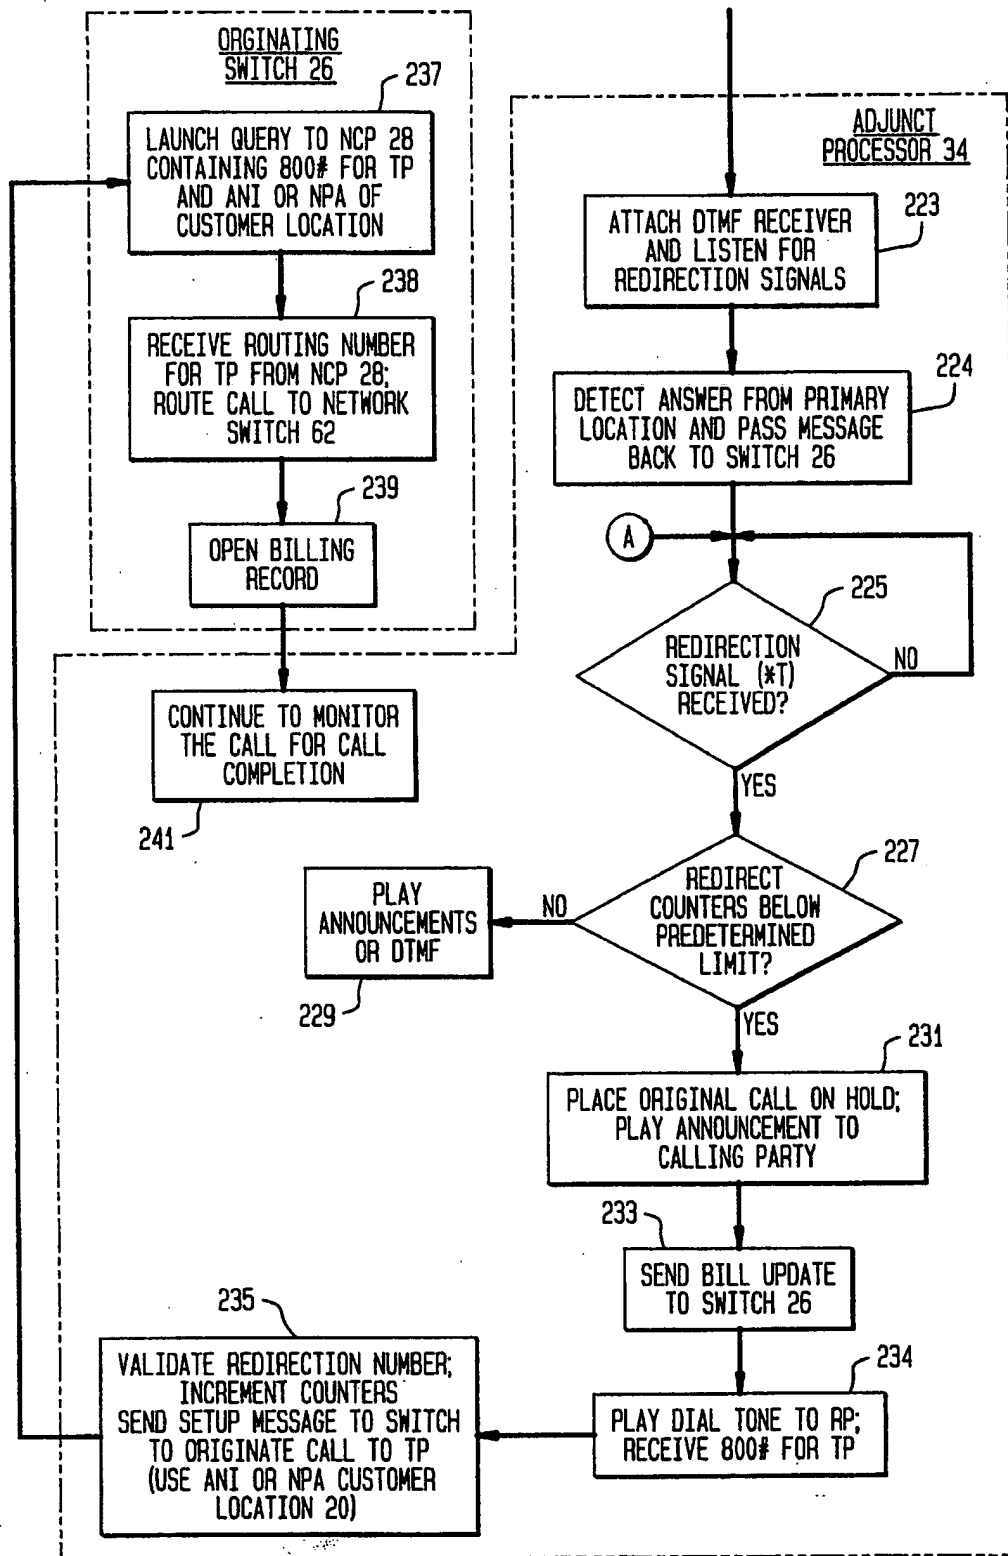 ORGINATING
SWITCH 26
237
LAUNCH QUERY TO NCP 28
CONTAINING 800# FOR TP
AND ANI OR NPA OF
CUSTOMER LOCATION
238
RECEIVE ROUTING NUMBER
FOR TP FROM NCP 28;
ROUTE CALL TO NETWORK
SWITCH 62
239
OPEN BILLING
RECORD
CONTINUE TO MONITOR
THE CALL FOR CALL
COMPLETION
241
ADJUNCT
PROCESSOR 34
223
ATTACH DTMF RECEIVER
AND LISTEN FOR
REDIRECTION SIGNALS
224
DETECT ANSWER FROM PRIMARY
LOCATION AND PASS MESSAGE
BACK TO SWITCH 26
A
225
REDIRECTION
SIGNAL (*T)
RECEIVED?
NO
YES
227
REDIRECT
COUNTERS BELOW
PREDETERMINED
LIMIT?
NO
PLAY
ANNOUNCEMENTS
OR DTMF
229
YES
231
PLACE ORIGINAL CALL ON HOLD;
PLAY ANNOUNCEMENT TO
CALLING PARTY
233
SEND BILL UPDATE
TO SWITCH 26
234
PLAY DIAL TONE TO RP;
RECEIVE 800# FOR TP
235
VALIDATE REDIRECTION NUMBER;
INCREMENT COUNTERS
SEND SETUP MESSAGE TO SWITCH
TO ORIGINATE CALL TO TP
(USE ANI OR NPA CUSTOMER
LOCATION 20)